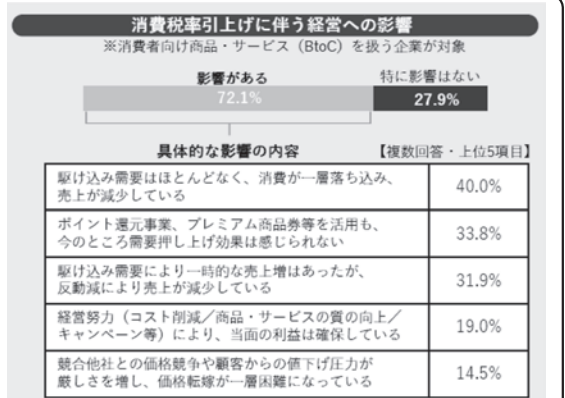 消費税率引上げに伴う経営への影響
※消費者向け商品・サービス（BtoC）を扱う企業が対象
影響がある 特に影響はない
72.1% 27.9%
具体的な影響の内容 【複数回答・上位5項目】
駆け込み需要はほとんどなく、消費が一層落ち込み、
売上が減少している
40.0%
ポイント還元事業、プレミアム商品券等を活用も、
今のところ需要押し上げ効果は感じられない
33.8%
駆け込み需要により一時的な売上増はあったが、
反動減により売上が減少している
31.9%
経営努力（コスト削減／商品・サービスの質の向上／
キャンペーン等）により、当面の利益は確保している
19.0%
競合他社との価格競争や顧客からの値下げ圧力が
厳しさを増し、価格転嫁が一層困難になっている
14.5%